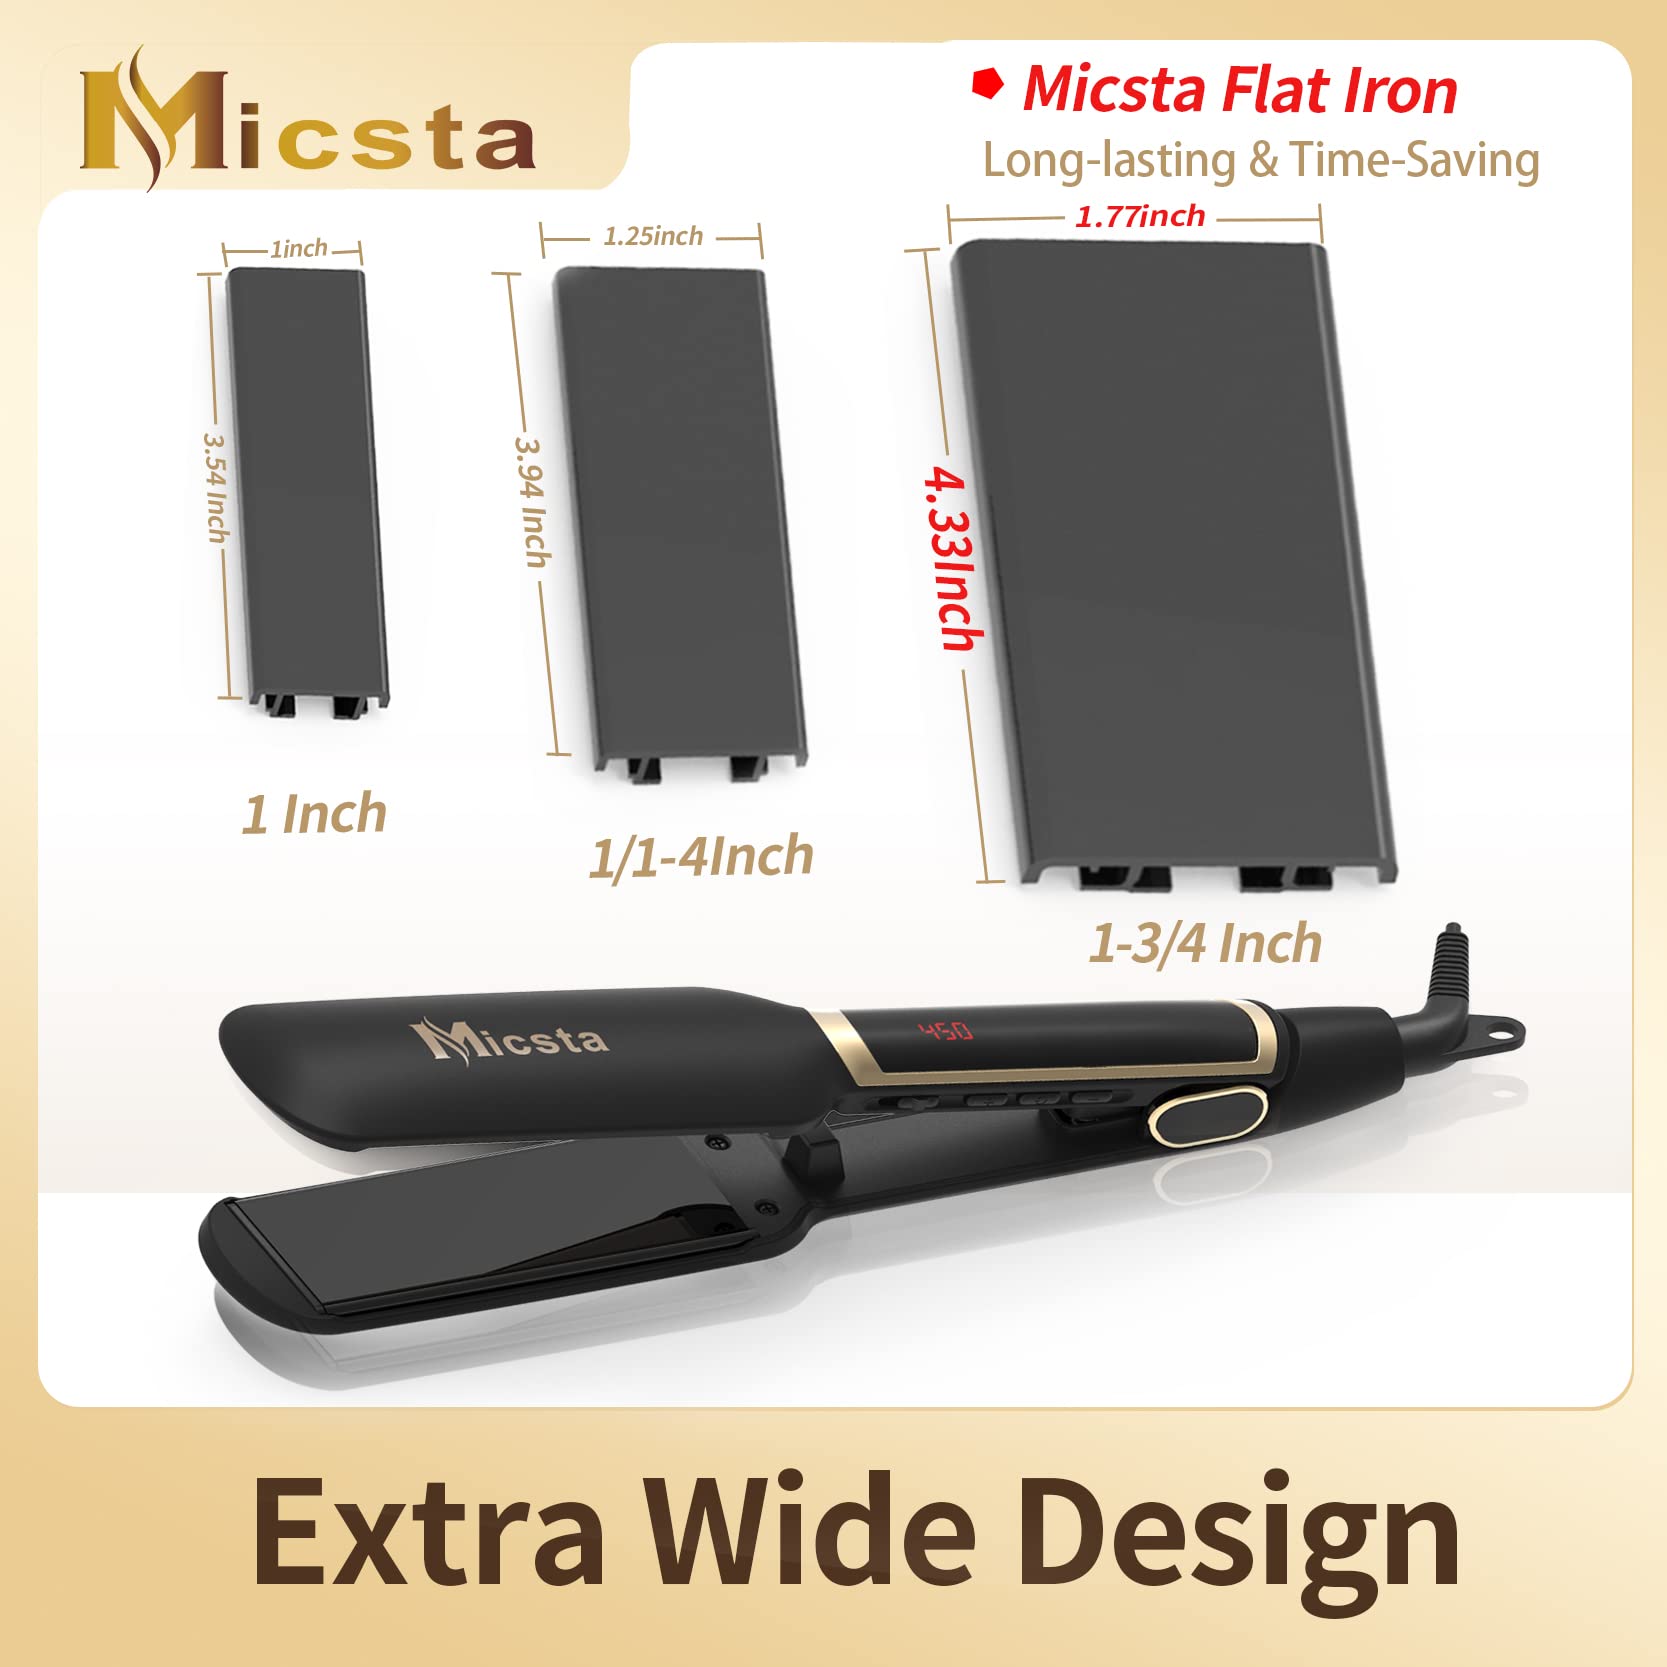 Micsta
Micsta Flat Iron
Long-lasting & Time-Saving
1inch
1.25inch
1.77inch
3.54 Inch
3.94 Inch
4.33Inch
1 Inch
1/1-4Inch
1-3/4 Inch
Micsta
450
Extra Wide Design